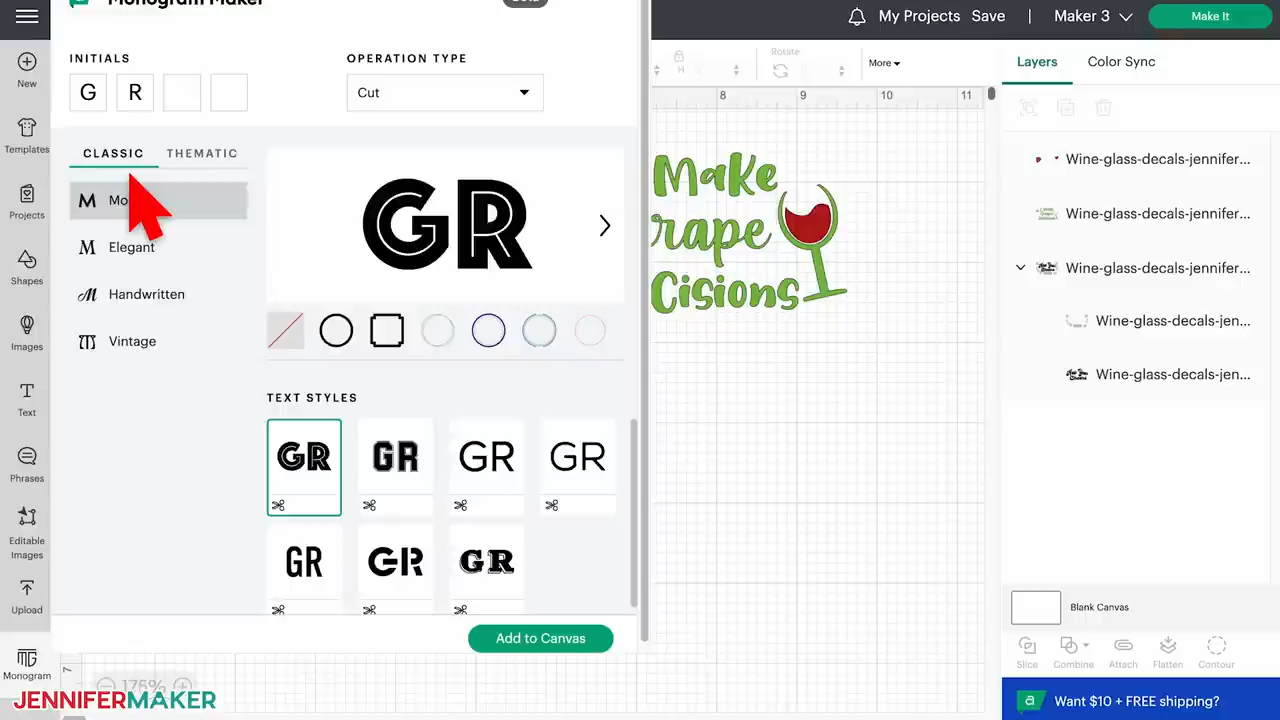 Monogram Maker
Beta
My Projects
Save
|
Maker 3
Make It
INITIALS
G
R
OPERATION TYPE
Cut
CLASSIC
THEMATIC
M
M
Elegant
M
Handwritten
M
Vintage
GR
TEXT STYLES
GR
GR
GR
GR
GR
GR
GR
Add to Canvas
New
Templates
Projects
Shapes
Images
T
Text
Phrases
Editable
Images
Upload
M
Monogram
H
Rotate
More
8
9
10
11
7
175%
Make
rape
Cisions
Layers
Color Sync
Wine-glass-decals-jennifer...
Wine-glass-decals-jennifer...
Wine-glass-decals-jennifer...
Wine-glass-decals-jen...
Wine-glass-decals-jen...
Blank Canvas
Slice
Combine
Attach
Flatten
Contour
a
Want $10 + FREE shipping?
JENNIFERMAKER